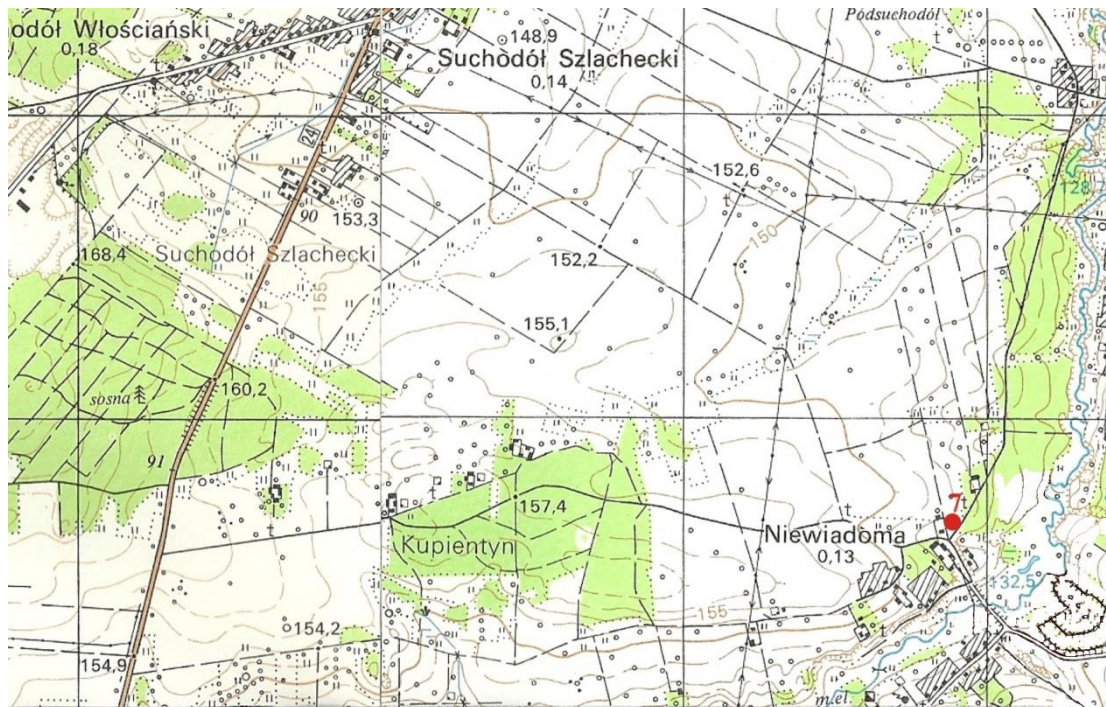 odół Włościański
0,18
148,9
Suchodół Szlachecki
0,14
Pódsuchodół
t
t
t
24
t
90
153,3
152,6
t
128,7
168,4
Suchodół Szlachecki
155
152,2
150
155,1
sosna
160,2
91
t
157,4
t
t
7
t
Kupientyn
Niewiadoma
0,13
132,5
155
154,2
154,9
t
m.el.